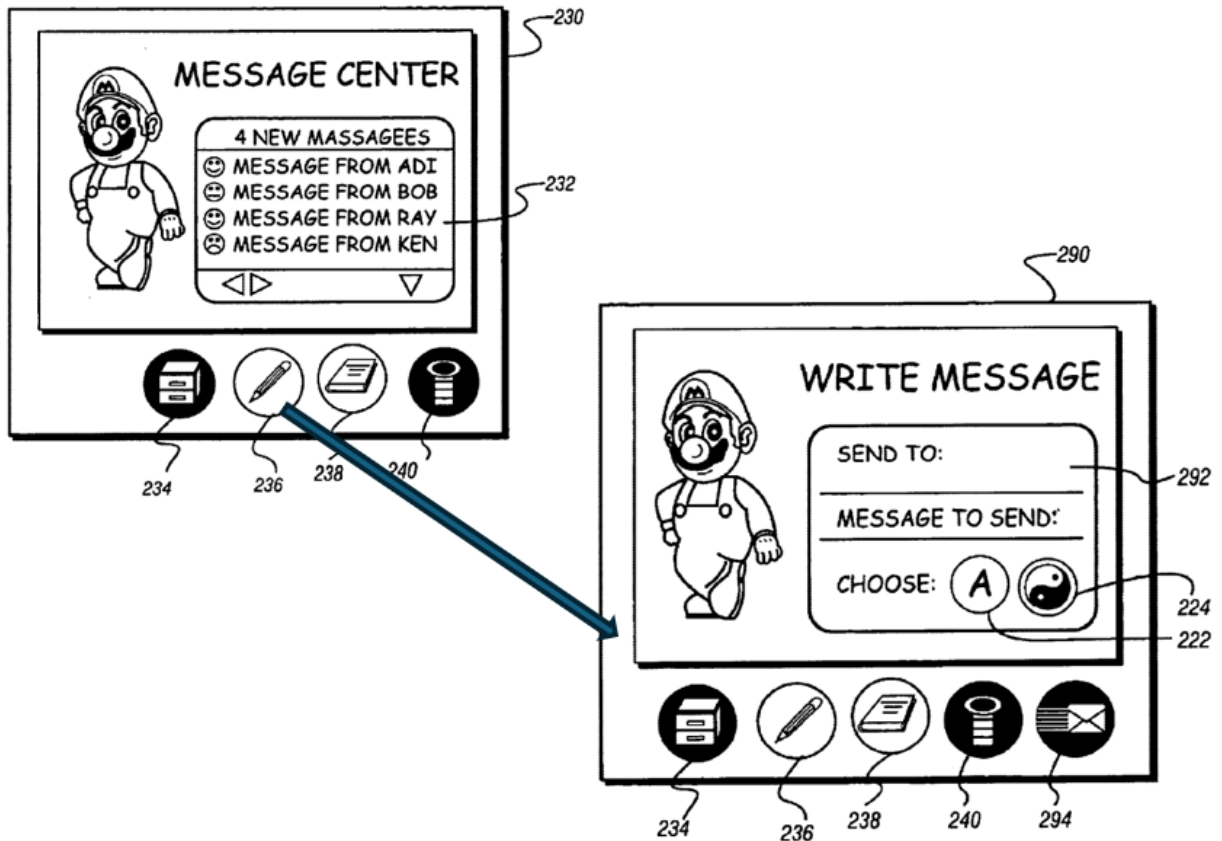 230
MESSAGE CENTER
M
4 NEW MASSAGEES
MESSAGE FROM ADI
MESSAGE FROM BOB
232
MESSAGE FROM RAY
MESSAGE FROM KEN
234
236
238
240
290
WRITE MESSAGE
M
SEND TO:
292
MESSAGE TO SEND:
CHOOSE: A
224
222
234
236
238
240
294